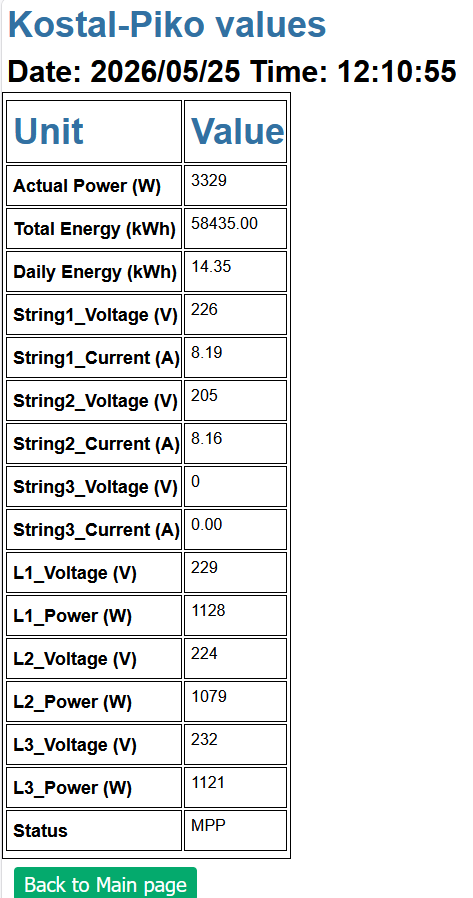 Kostal-Piko values
Date: 2026/05/25 Time: 12:10:55
Unit Value
Actual Power (W) 3329
Total Energy (kWh) 58435.00
Daily Energy (kWh) 14.35
String1_Voltage (V) 226
String1_Current (A) 8.19
String2_Voltage (V) 205
String2_Current (A) 8.16
String3_Voltage (V) 0
String3_Current (A) 0.00
L1_Voltage (V) 229
L1_Power (W) 1128
L2_Voltage (V) 224
L2_Power (W) 1079
L3_Voltage (V) 232
L3_Power (W) 1121
Status MPP
Back to Main page